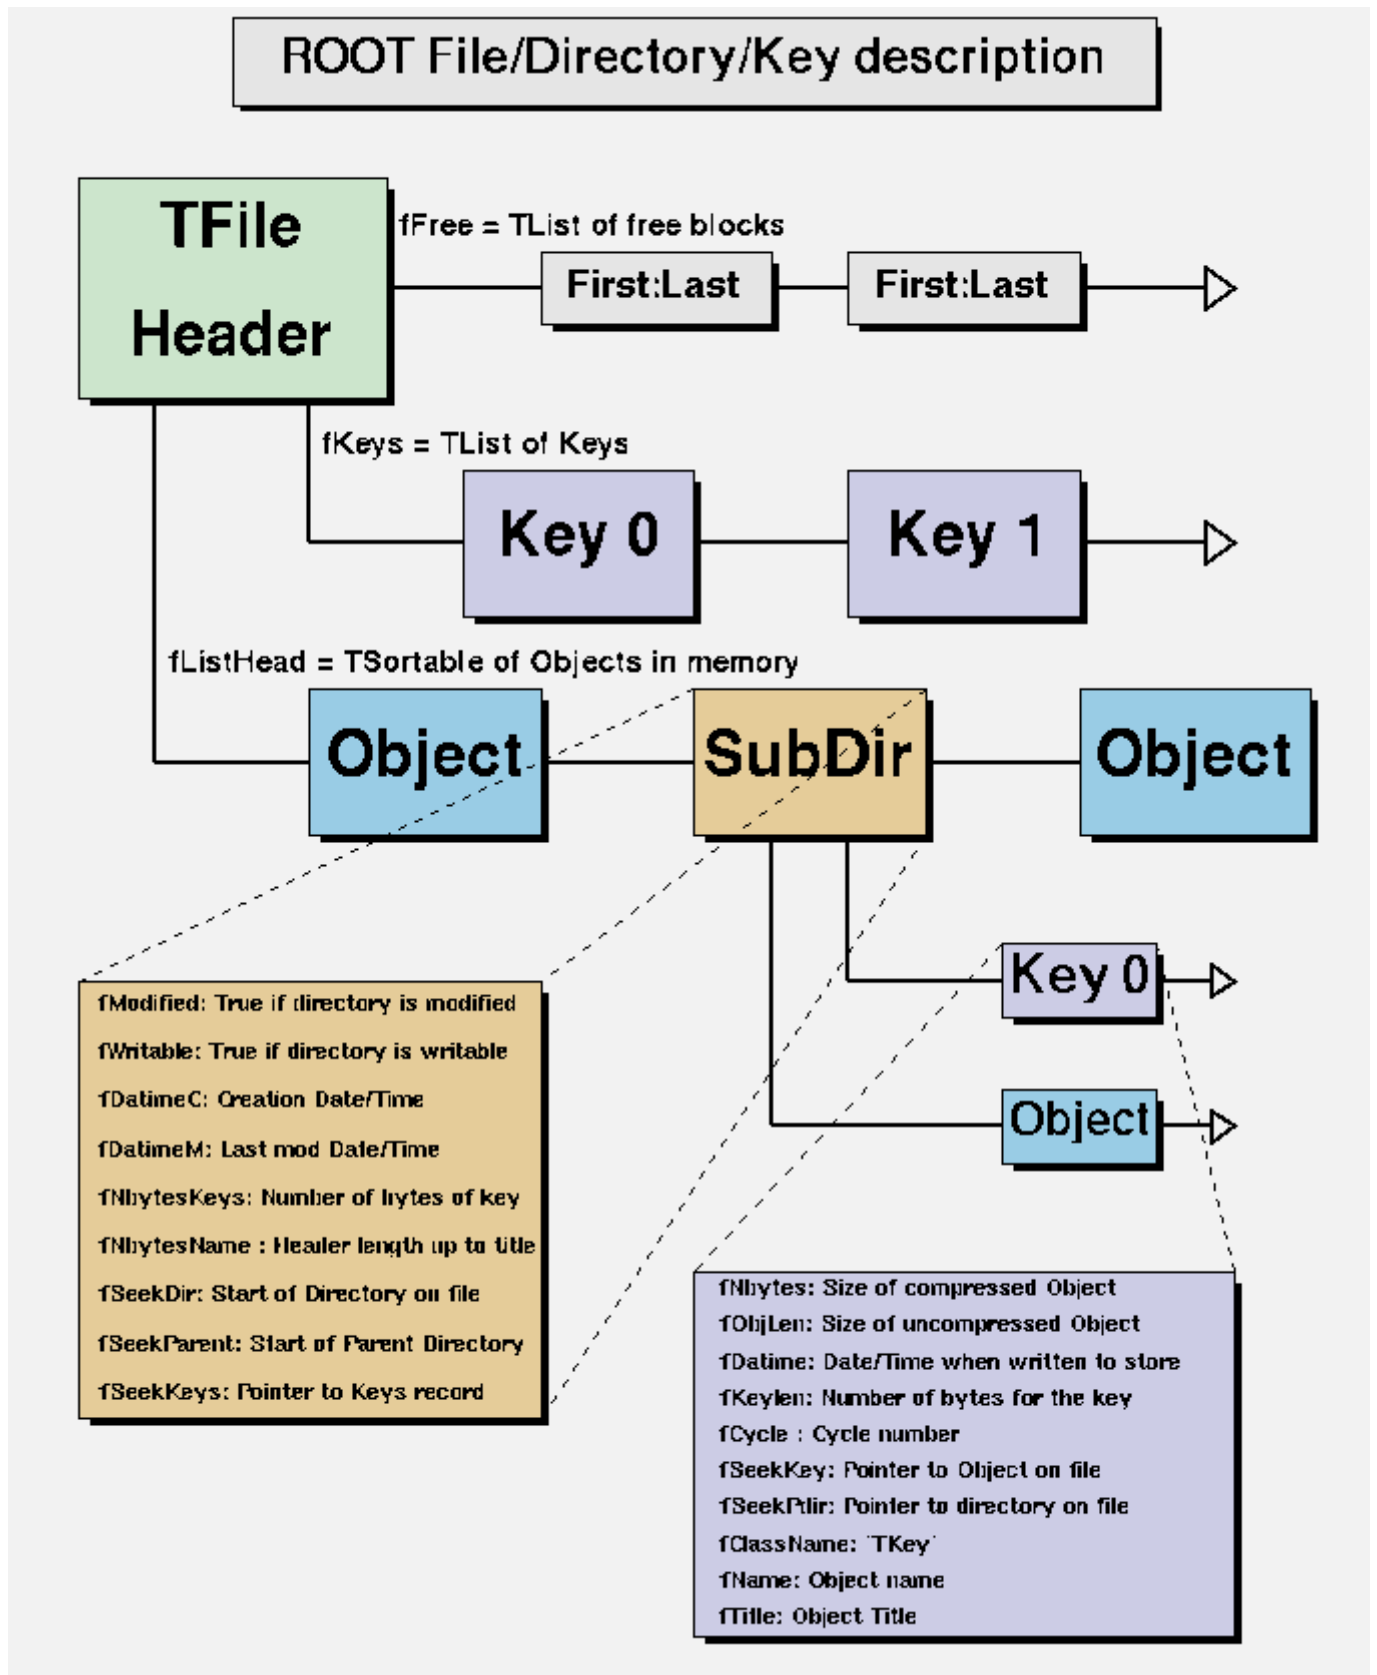 ROOT File/Directory/Key description
TFile
Header
fFree = TList of free blocks
First:Last
First:Last
fKeys = TList of Keys
Key 0
Key 1
fListHead = TSortable of Objects in memory
Object
SubDir
Object
Key 0
Object
fModified: True if directory is modified
fWritable: True if directory is writable
fDatimeC: Creation Date/Time
fDatimeM: Last mod Date/Time
fNbytesKeys: Number of bytes of key
fNbytesName : Header length up to title
fSeekDir: Start of Directory on file
fSeekParent: Start of Parent Directory
fSeekKeys: Pointer to Keys record
fNbytes: Size of compressed Object
fObjLen: Size of uncompressed Object
fDatime: Date/Time when written to store
fKeylen: Number of bytes for the key
fCycle : Cycle number
fSeekKey: Pointer to Object on file
fSeekPdir: Pointer to directory on file
fClassName: 'TKey'
fName: Object name
fTitle: Object Title